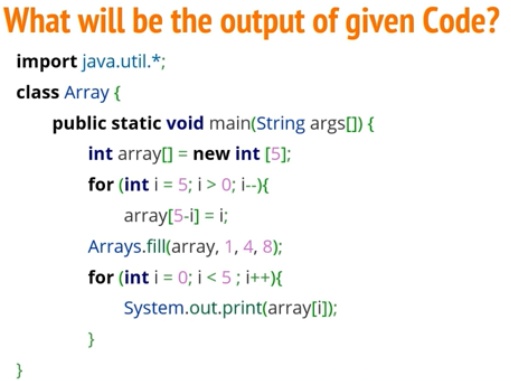 What will be the output of given Code?
import java.util.*;
class Array {
public static void main(String args[]) {
int array[] = new int [5];
for (int i = 5; i > 0; i--){
array[5-i] = i;
Arrays.fill(array, 1, 4, 8);
for (int i = 0; i < 5 ; i++){
System.out.print(array[i]);
}
}